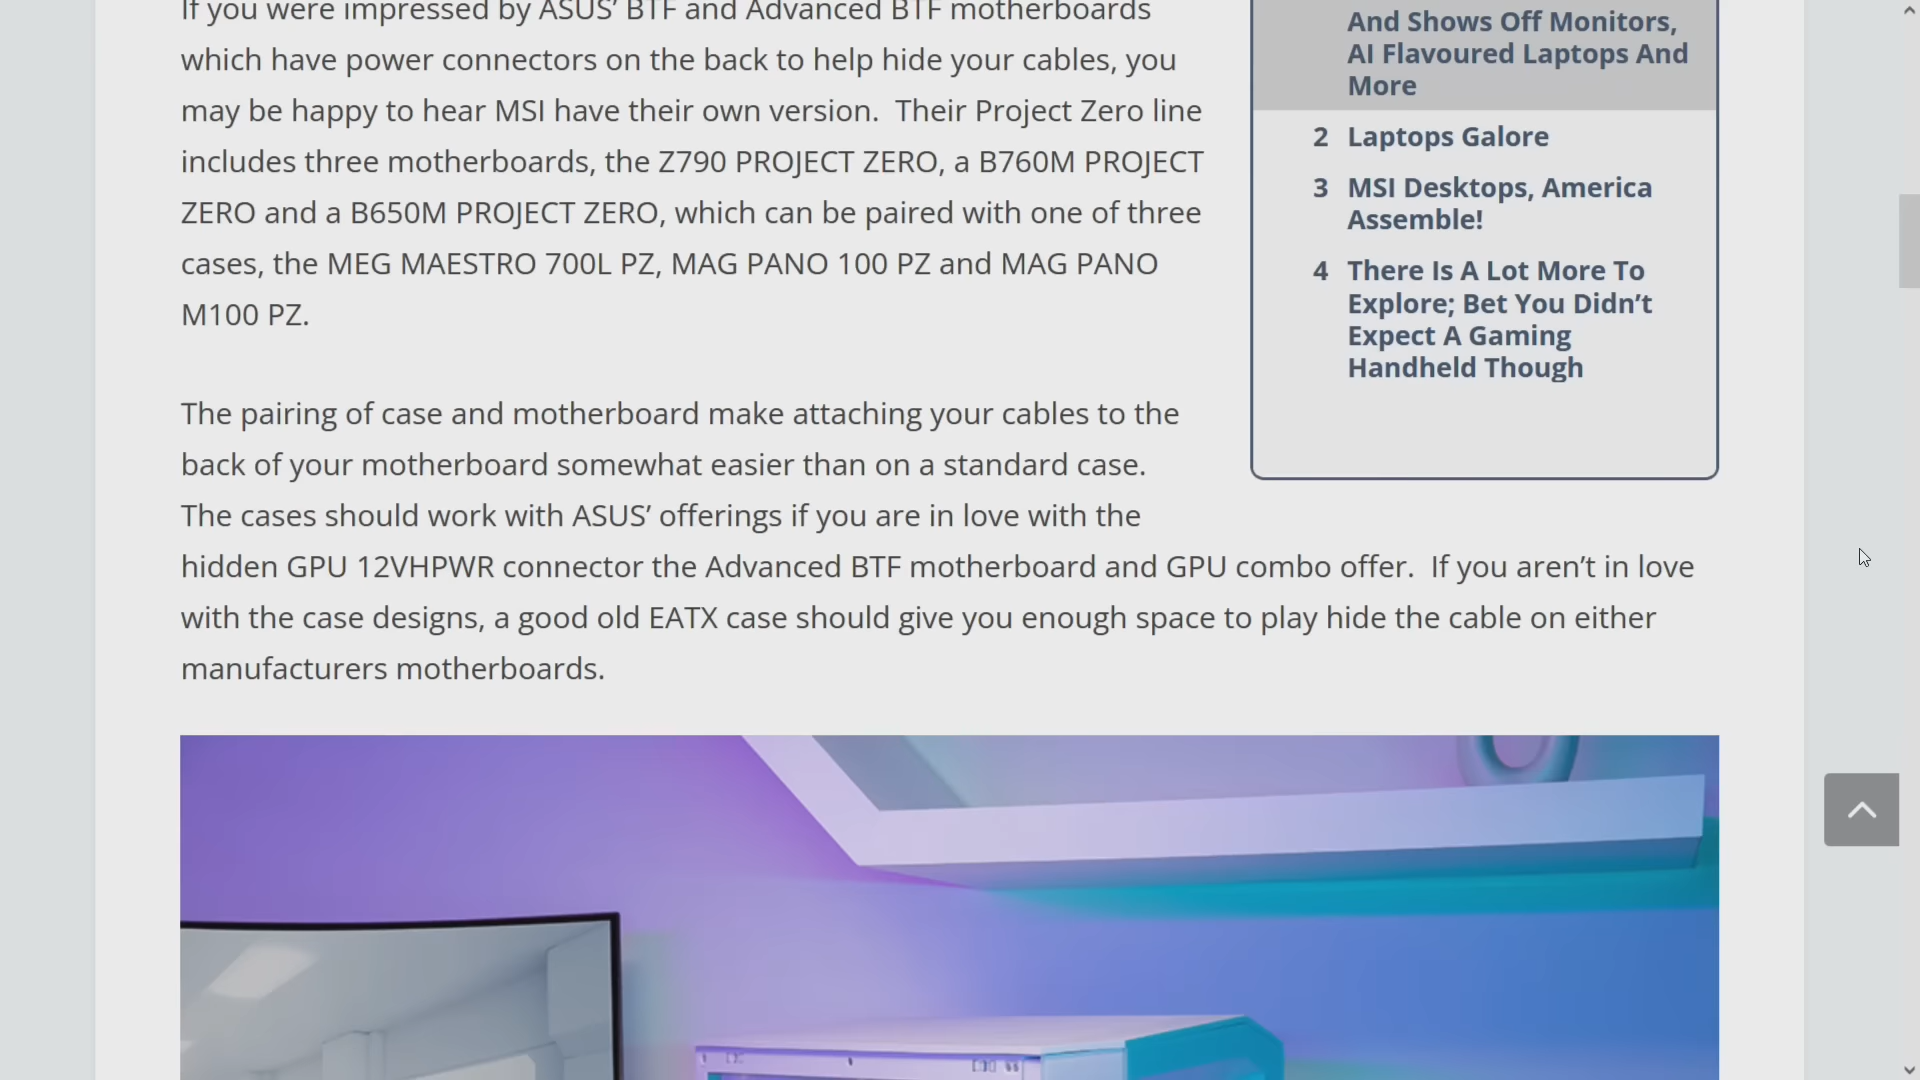 If you were impressed by ASUS’ BTF and Advanced BTF motherboards
which have power connectors on the back to help hide your cables, you
may be happy to hear MSI have their own version.  Their Project Zero line
includes three motherboards, the Z790 PROJECT ZERO, a B760M PROJECT
ZERO and a B650M PROJECT ZERO, which can be paired with one of three
cases, the MEG MAESTRO 700L PZ, MAG PANO 100 PZ and MAG PANO
M100 PZ.
The pairing of case and motherboard make attaching your cables to the
back of your motherboard somewhat easier than on a standard case.
The cases should work with ASUS’ offerings if you are in love with the
hidden GPU 12VHPWR connector the Advanced BTF motherboard and GPU combo offer.  If you aren’t in love
with the case designs, a good old EATX case should give you enough space to play hide the cable on either
manufacturers motherboards.
And Shows Off Monitors,
AI Flavoured Laptops And
More
2 Laptops Galore
3 MSI Desktops, America
Assemble!
4 There Is A Lot More To
Explore; Bet You Didn’t
Expect A Gaming
Handheld Though